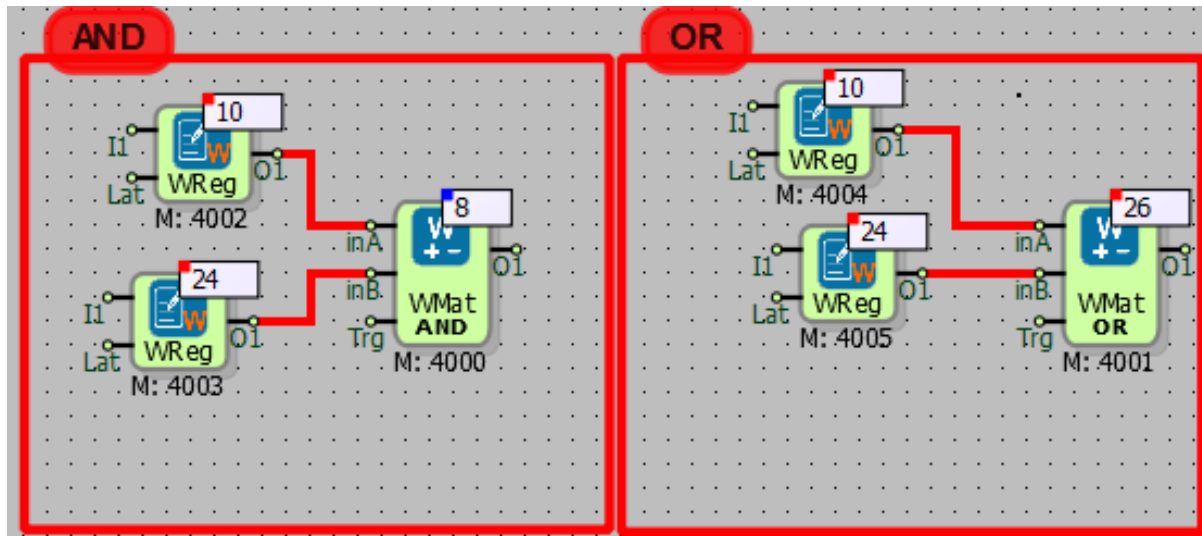 AND
10
I1
O1
Lat
WReg
M: 4002
24
I1
O1
Lat
WReg
M: 4003
8
inA
O1
inB
WMat
AND
Trg
M: 4000
OR
10
I1
O1
Lat
WReg
M: 4004
24
I1
O1
Lat
WReg
M: 4005
26
inA
O1
inB
WMat
OR
Trg
M: 4001